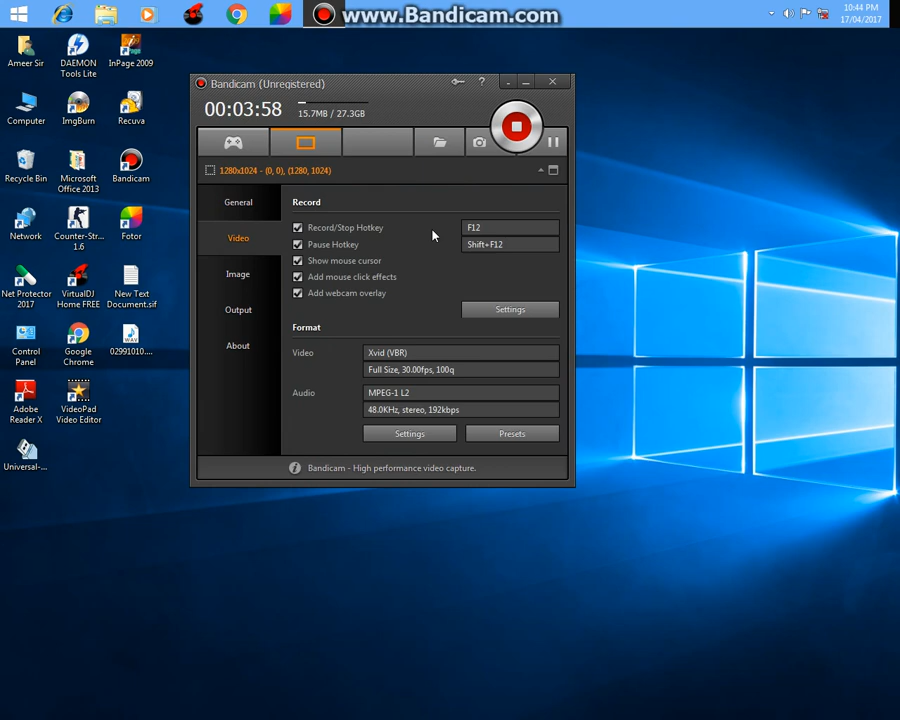 www.Bandicam.com
10:44 PM
17/04/2017
Ameer Sir
DAEMON Tools Lite
InPage 2009
Computer
ImgBurn
Recuva
Recycle Bin
Microsoft Office 2013
Bandicam
Network
Counter-Str... 1.6
Fotor
Net Protector 2017
VirtualDJ Home FREE
New Text Document.sif
Control Panel
Google Chrome
02991010....
Adobe Reader X
VideoPad Video Editor
Universal-...
Bandicam (Unregistered)
00:03:58
15.7MB / 27.3GB
1280x1024 - (0, 0), (1280, 1024)
General
Video
Image
Output
About
Record
Record/Stop Hotkey
F12
Pause Hotkey
Shift+F12
Show mouse cursor
Add mouse click effects
Add webcam overlay
Settings
Format
Video
Xvid (VBR)
Full Size, 30.00fps, 100q
Audio
MPEG-1 L2
48.0KHz, stereo, 192kbps
Settings
Presets
Bandicam - High performance video capture.